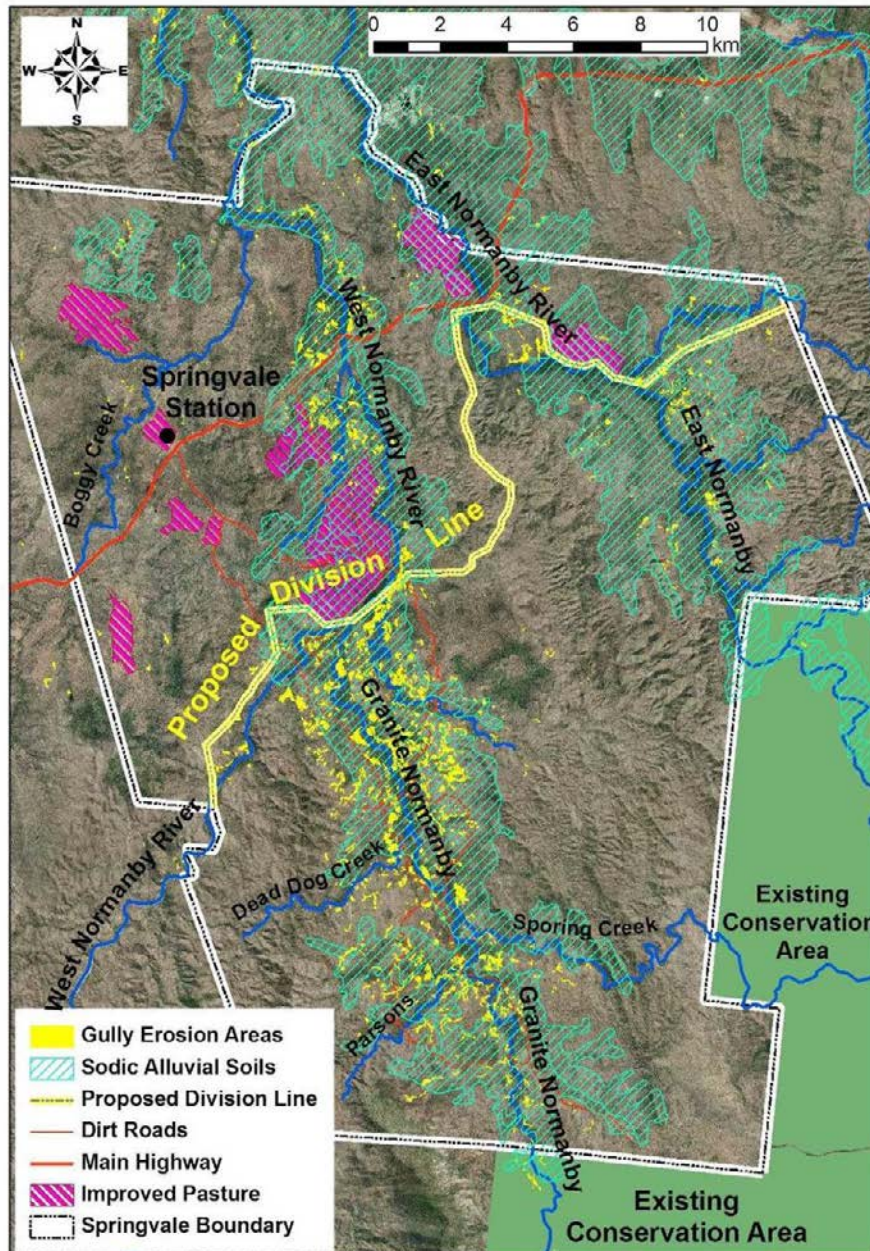 N
W E
S
0 2 4 6 8 10
km
East Normanby River
West Normanby River
Springvale
Station
Boggy Creek
East Normanby
Proposed Division Line
Granite Normanby
West Normanby River
Dead Dog Creek
Sporing Creek
Existing
Conservation
Area
Parsons
Granite Normanby
Gully Erosion Areas
Sodic Alluvial Soils
Proposed Division Line
Dirt Roads
Main Highway
Improved Pasture
Springvale Boundary
Existing
Conservation Area